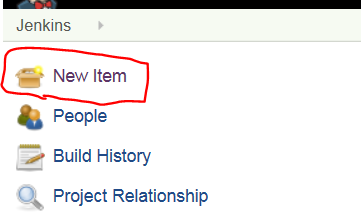 Jenkins
New Item
People
Build History
Project Relationship